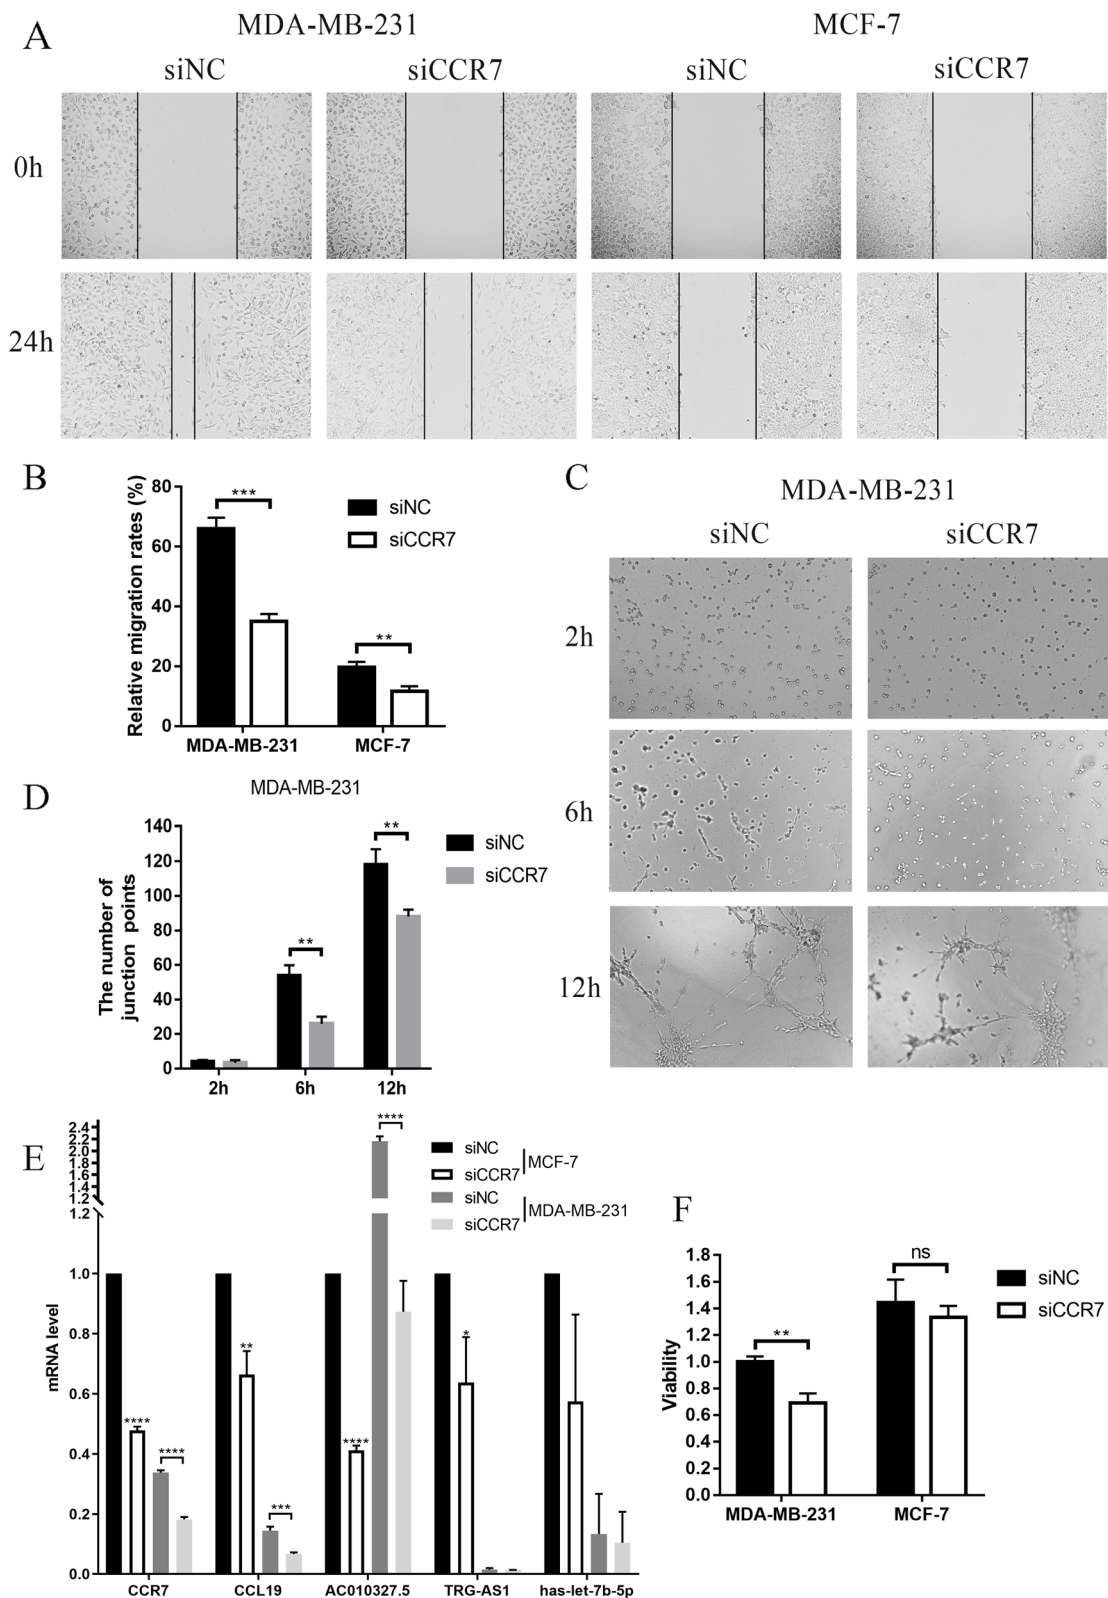 A
MDA-MB-231
MCF-7
siNC
siCCR7
siNC
siCCR7
0h
24h
B
Relative migration rates (%)
80
60
40
20
0
***
**
siNC
siCCR7
MDA-MB-231
MCF-7
C
MDA-MB-231
siNC
siCCR7
2h
6h
12h
D
MDA-MB-231
The number of
junction points
140
120
100
80
60
40
20
0
**
**
siNC
siCCR7
2h
6h
12h
E
mRNA level
2.4
2.2
2.0
1.8
1.6
1.4
1.2
1.2
1.0
0.8
0.6
0.4
0.2
0.0
****
****
**
***
****
****
*
siNC
siCCR7
MCF-7
siNC
siCCR7
MDA-MB-231
CCR7
CCL19
AC010327.5
TRG-AS1
has-let-7b-5p
F
Viability
1.8
1.6
1.4
1.2
1.0
0.8
0.6
0.4
0.2
0.0
**
ns
siNC
siCCR7
MDA-MB-231
MCF-7